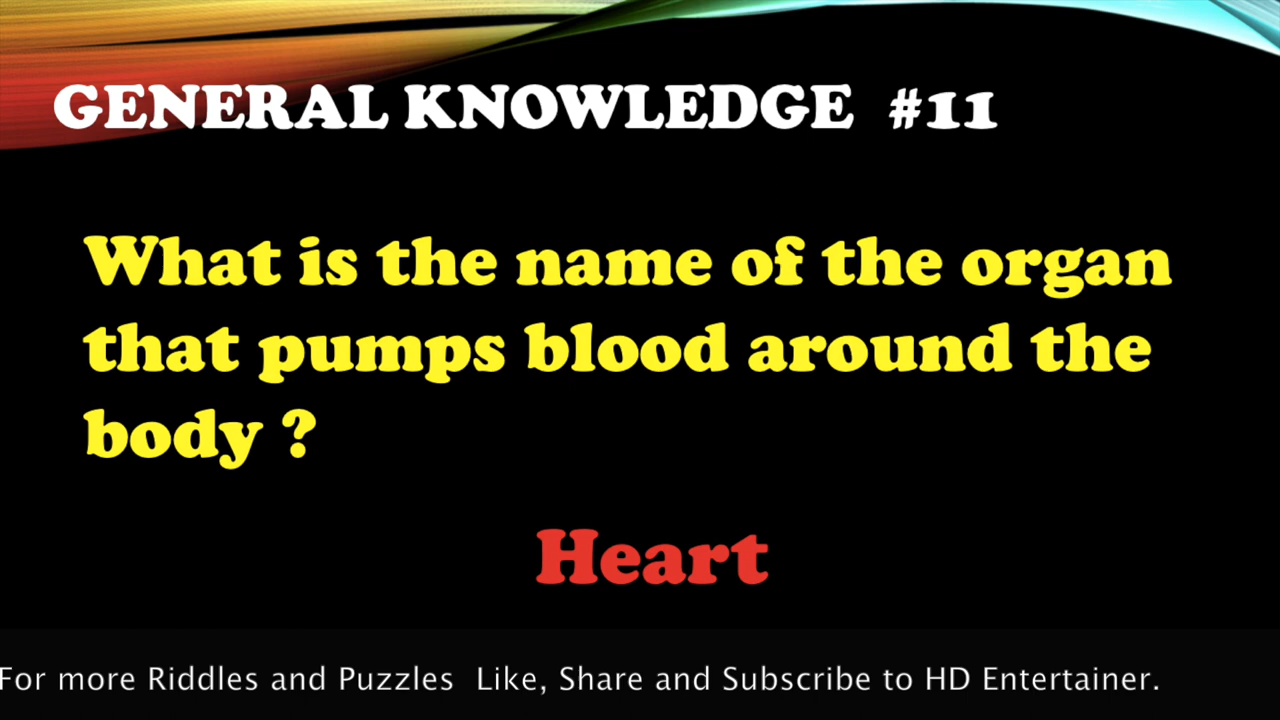 GENERAL KNOWLEDGE #11
What is the name of the organ
that pumps blood around the
body ?
Heart
For more Riddles and Puzzles Like, Share and Subscribe to HD Entertainer.